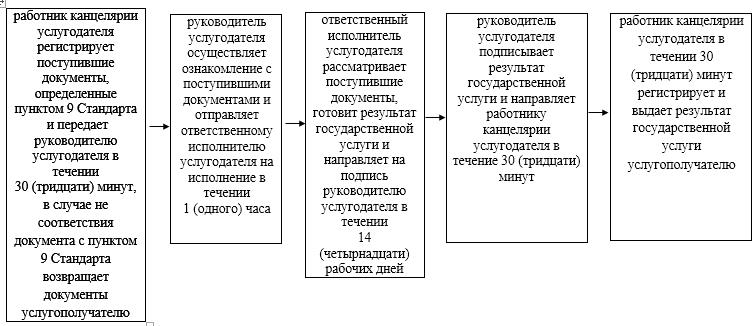 работник канцелярии
услугодателя
регистрирует
поступившие
документы,
определенные
пунктом 9 Стандарта
и передает
руководителю
услугодателя в
течении
30 (тридцати) минут,
в случае не
соответствия
документа с пунктом
9 Стандарта
возвращает
документы
услугополучателю
руководитель
услугодателя
осуществляет
ознакомление с
поступившими
документами и
отправляет
ответственному
исполнителю
услугодателя на
исполнение в
течении
1 (одного) часа
ответственный
исполнитель
услугодателя
рассматривает
поступившие
документы,
готовит результат
государственной
услуги и
направляет на
подпись
руководителю
услугодателя в
течении
14
(четырнадцати)
рабочих дней
руководитель
услугодателя
подписывает
результат
государственной
услуги и направляет
работнику
канцелярии
услугодателя в
течение 30 (тридцати)
минут
работник канцелярии
услугодателя в
течении 30
(тридцати) минут
регистрирует и
выдает результат
государственной
услуги
услугополучателю